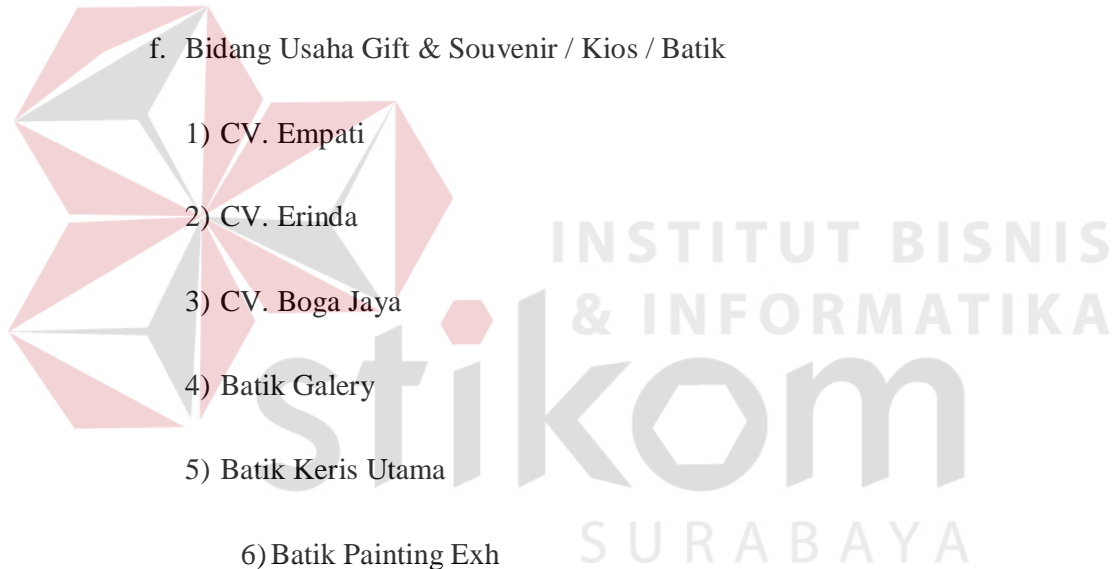 f. Bidang Usaha Gift & Souvenir / Kios / Batik
1) CV. Empati
2) CV. Erinda
3) CV. Boga Jaya
4) Batik Galery
5) Batik Keris Utama
6) Batik Painting Exh
INSTITUT BISNIS
& INFORMATIKA
stikom
SURABAYA